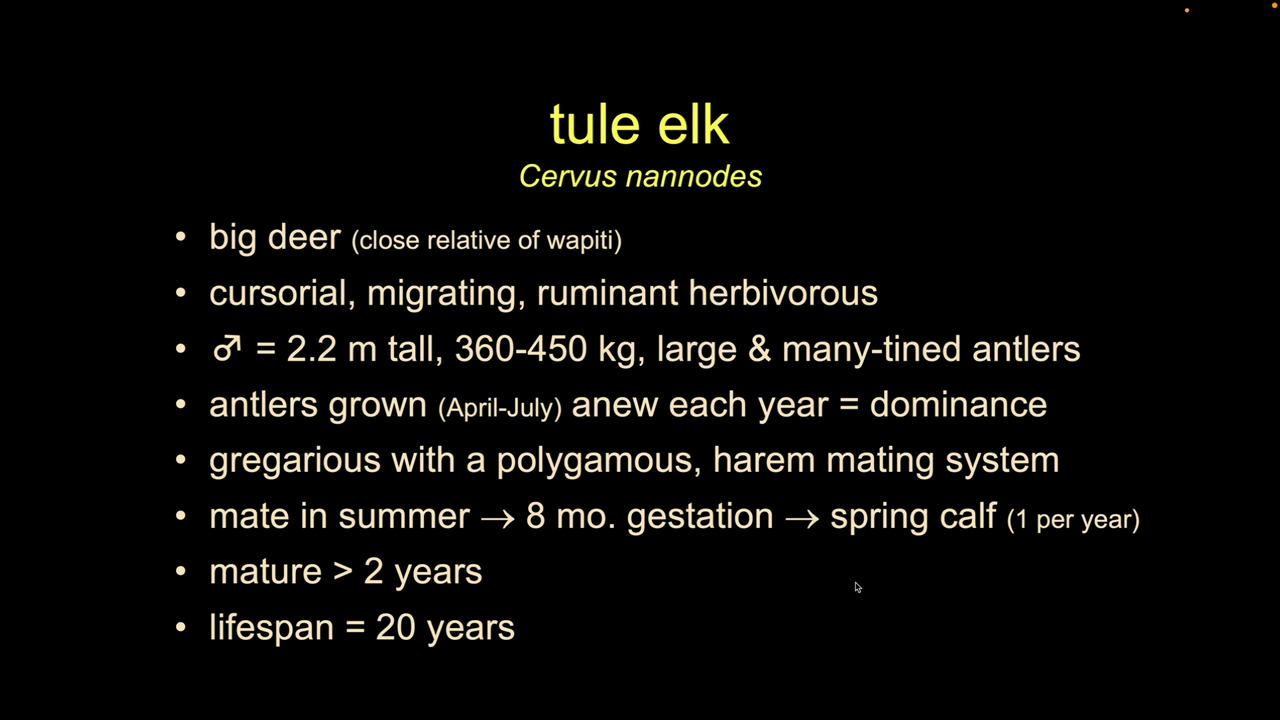 tule elk
Cervus nannodes
• big deer (close relative of wapiti)
• cursorial, migrating, ruminant herbivorous
• ♂ = 2.2 m tall, 360-450 kg, large & many-tined antlers
• antlers grown (April-July) anew each year = dominance
• gregarious with a polygamous, harem mating system
• mate in summer → 8 mo. gestation → spring calf (1 per year)
• mature > 2 years
• lifespan = 20 years